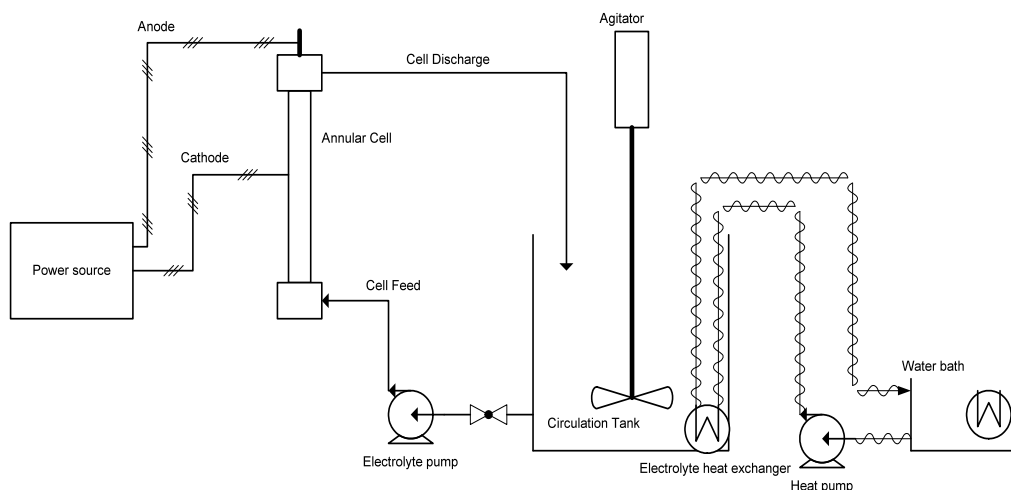 Agitator
Anode
Cell Discharge
Annular Cell
Cathode
Power source
Cell Feed
Water bath
Circulation Tank
Electrolyte pump
Electrolyte heat exchanger
Heat pump